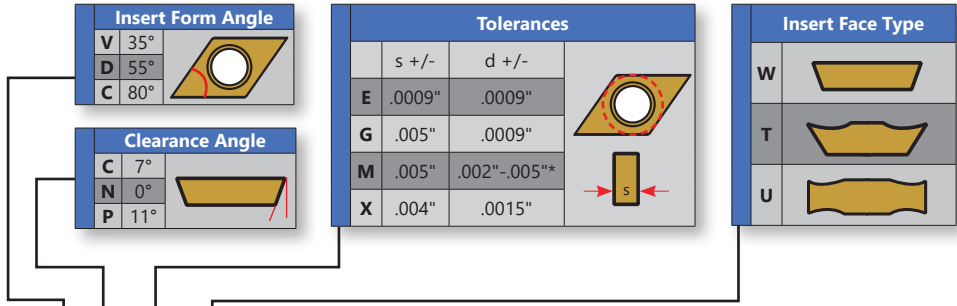 Insert Form Angle
V 35°
D 55°
C 80°
Clearance Angle
C 7°
N 0°
P 11°
Tolerances
s +/- d +/-
E .0009" .0009"
G .005" .0009"
M .005" .002"-.005"*
X .004" .0015"
s
Insert Face Type
W
T
U